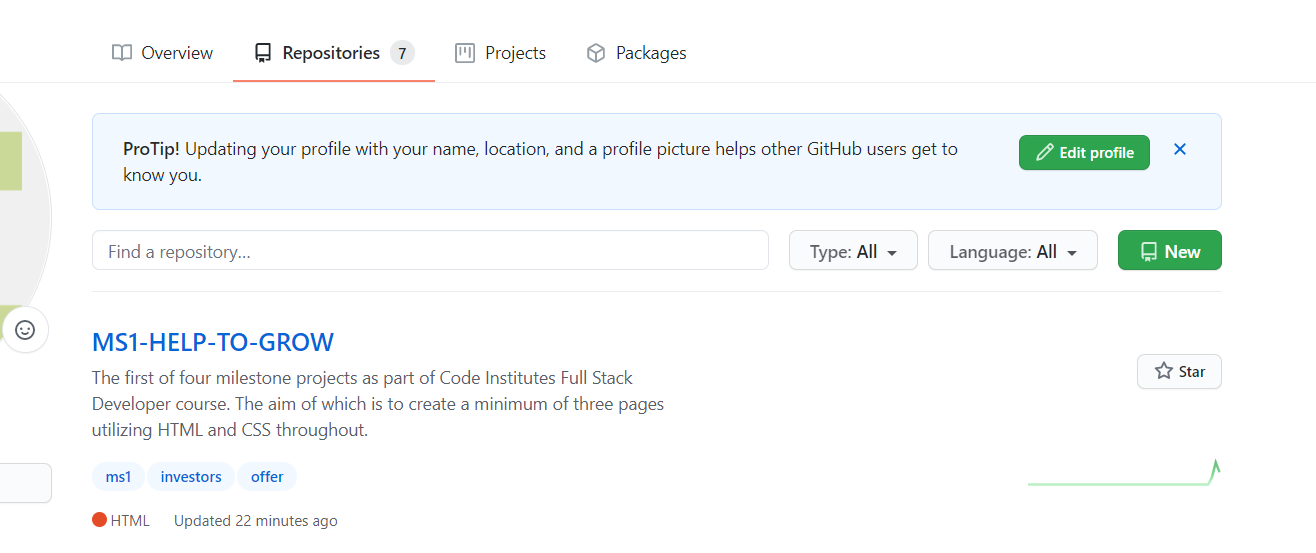 Overview Repositories 7 Projects Packages
ProTip! Updating your profile with your name, location, and a profile picture helps other GitHub users get to
know you.
Edit profile
Find a repository...
Type: All
Language: All
New
MS1-HELP-TO-GROW
The first of four milestone projects as part of Code Institutes Full Stack
Developer course. The aim of which is to create a minimum of three pages
utilizing HTML and CSS throughout.
Star
ms1 investors offer
HTML Updated 22 minutes ago